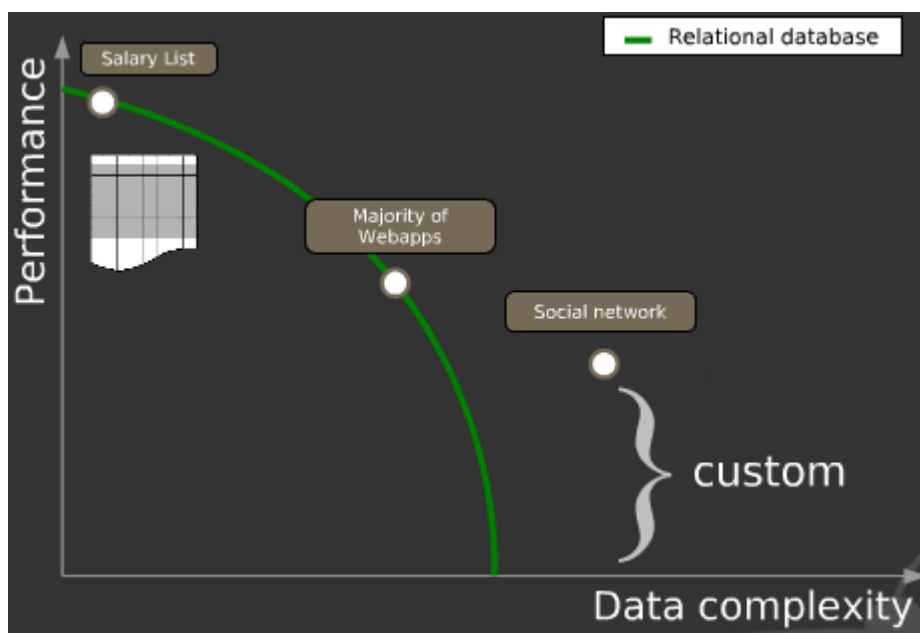 Relational database
Salary List
Performance
Majority of
Webapps
Social network
custom
Data complexity